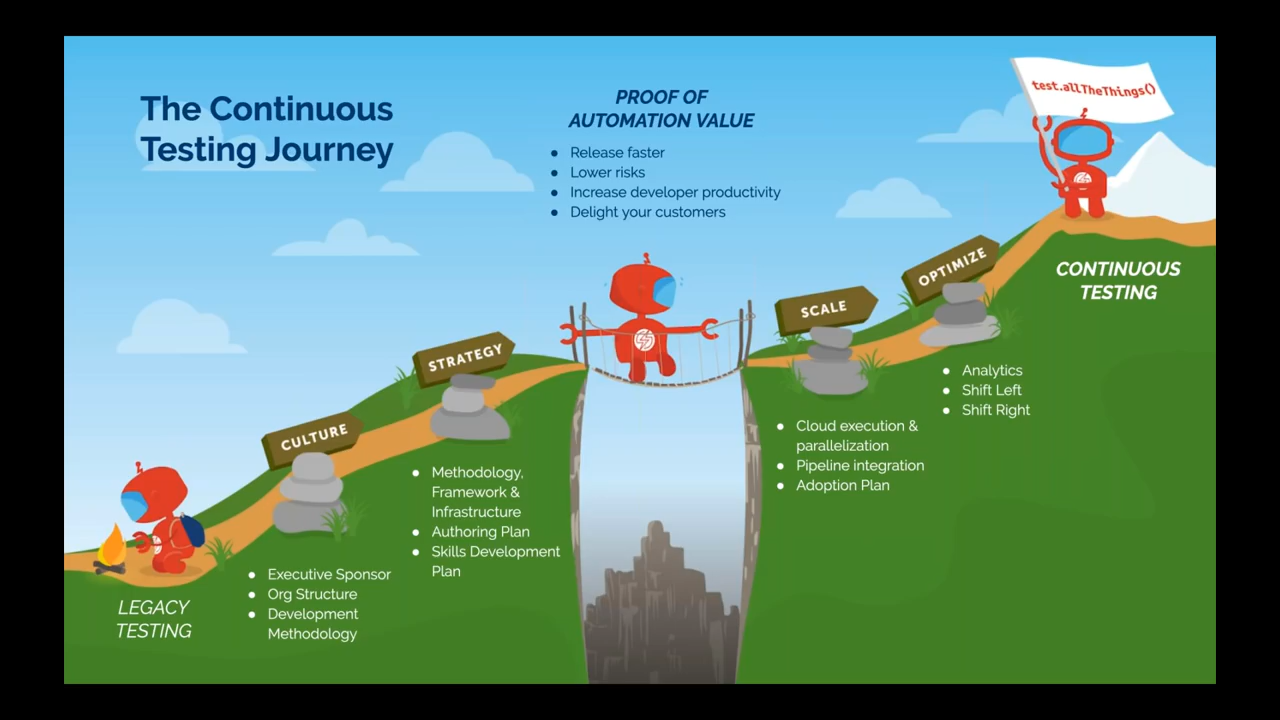 The Continuous
Testing Journey
PROOF OF
AUTOMATION VALUE
● Release faster
● Lower risks
● Increase developer productivity
● Delight your customers
test.allTheThings()
CONTINUOUS
TESTING
OPTIMIZE
● Analytics
● Shift Left
● Shift Right
SCALE
● Cloud execution &
parallelization
● Pipeline integration
● Adoption Plan
STRATEGY
● Methodology,
Framework &
Infrastructure
● Authoring Plan
● Skills Development
Plan
CULTURE
● Executive Sponsor
● Org Structure
● Development
Methodology
LEGACY
TESTING